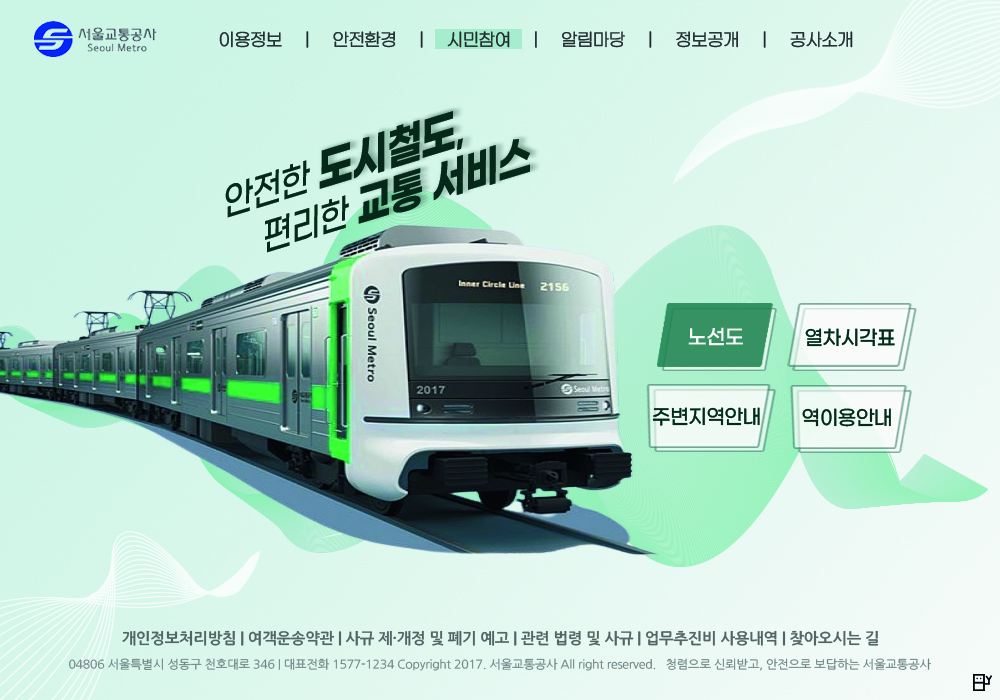 서울교통공사
Seoul Metro
이용정보 | 안전환경 | 시민참여 | 알림마당 | 정보공개 | 공사소개
안전한 도시철도,
편리한 교통 서비스
Inner Circle Line 2156
Seoul Metro
2017 Seoul Metro
노선도 열차시각표
주변지역안내 역이용안내
개인정보처리방침 | 여객운송약관 | 사규 제·개정 및 폐기 예고 | 관련 법령 및 사규 | 업무추진비 사용내역 | 찾아오시는 길
04806 서울특별시 성동구 천호대로 346 | 대표전화 1577-1234 Copyright 2017. 서울교통공사 All right reserved. 청렴으로 신뢰받고, 안전으로 보답하는 서울교통공사